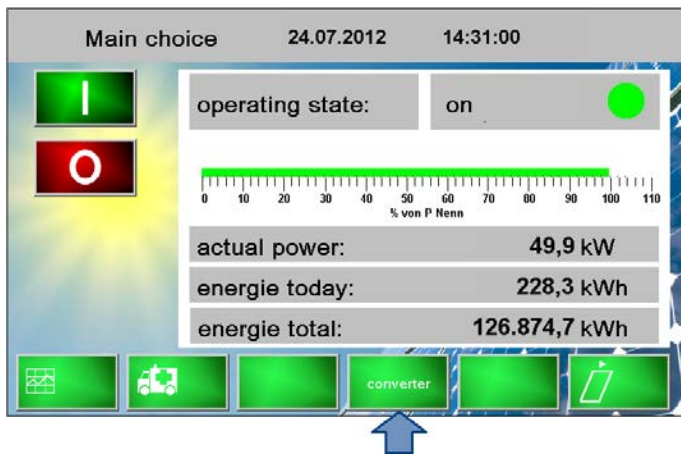 Main choice 24.07.2012 14:31:00
I
operating state: on
O
0 10 20 30 40 50 60 70 80 90 100 110
% von P Nenn
actual power: 49,9 kW
energie today: 228,3 kWh
energie total: 126.874,7 kWh
converter